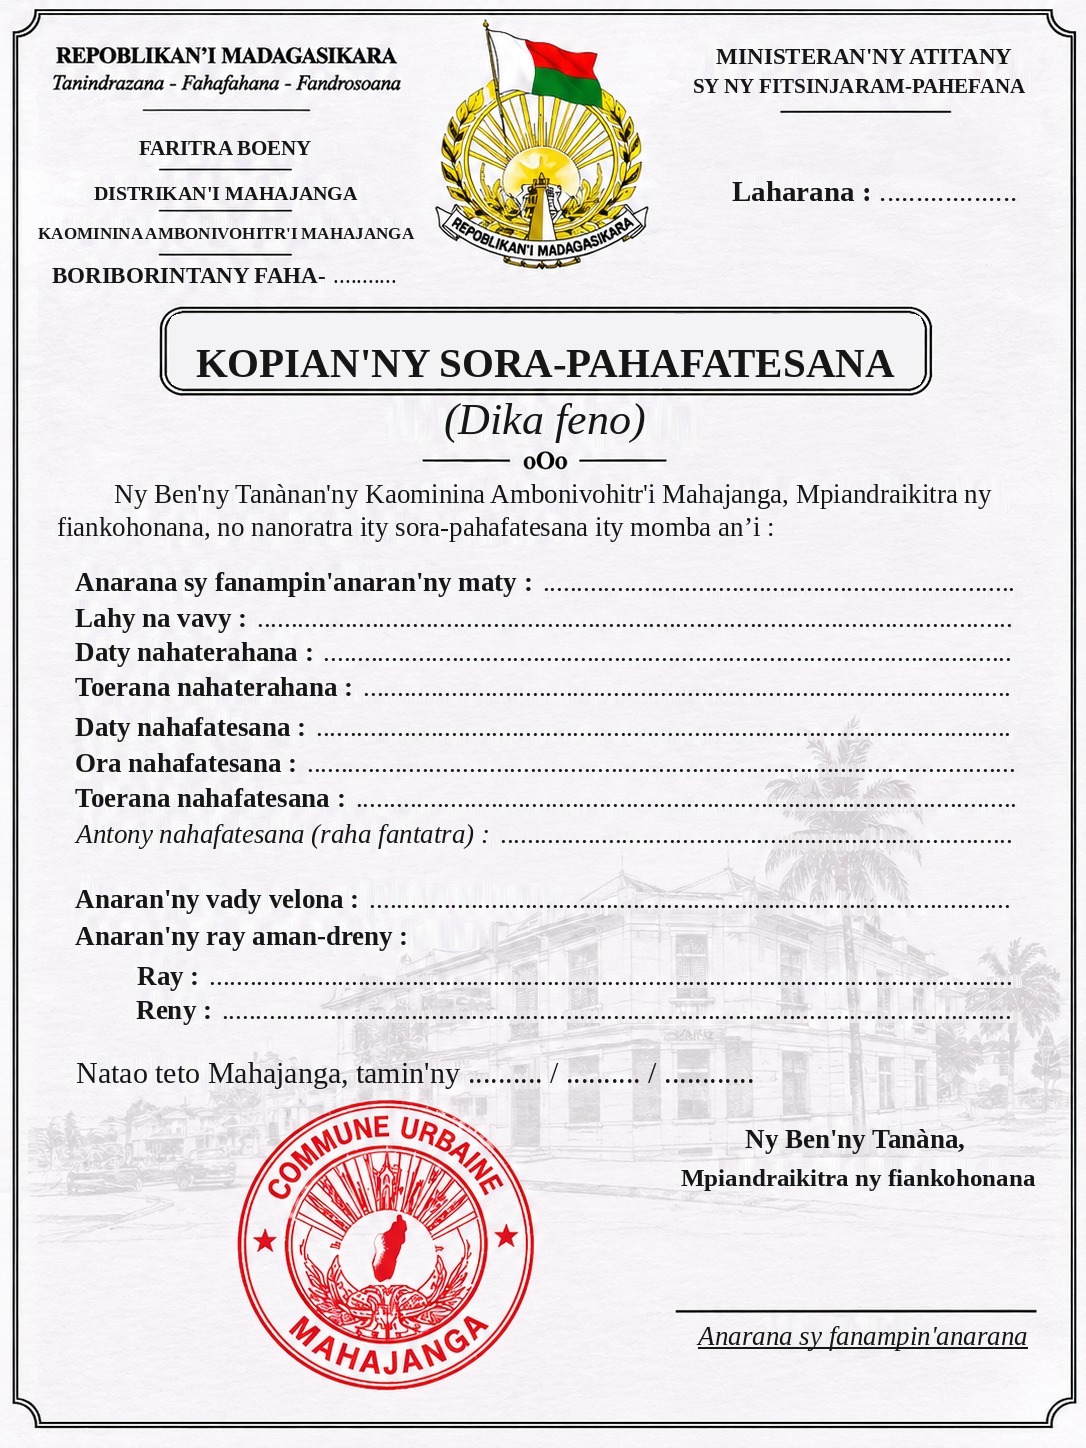 REPOBLIKAN’I MADAGASIKARA
Tanindrazana - Fahafahana - Fandrosoana
FARITRA BOENY
DISTRIKAN'I MAHAJANGA
KAOMININA AMBONIVOHITR'I MAHAJANGA
BORIBORINTANY FAHA- ...........
REPOBLIKAN'I MADAGASIKARA
MINISTERAN'NY ATITANY
SY NY FITSINJARAM-PAHEFANA
Laharana : ...................
KOPIAN'NY SORA-PAHAFATESANA
(Dika feno)
oOo
Ny Ben'ny Tanànan'ny Kaominina Ambonivohitr'i Mahajanga, Mpiandraikitra ny
fiankohonana, no nanoratra ity sora-pahafatesana ity momba an’i :
Anarana sy fanampin'anaran'ny maty : ......................................................................
Lahy na vavy : ................................................................................................................
Daty nahaterahana : ......................................................................................................
Toerana nahaterahana : ................................................................................................
Daty nahafatesana : .......................................................................................................
Ora nahafatesana : .........................................................................................................
Toerana nahafatesana : ..................................................................................................
Antony nahafatesana (raha fantatra) : ............................................................................
Anaran'ny vady velona : ...............................................................................................
Anaran'ny ray aman-dreny :
Ray : .......................................................................................................................
Reny : .....................................................................................................................
Natao teto Mahajanga, tamin'ny .......... / .......... / ............
COMMUNE URBAINE
MAHAJANGA
Ny Ben'ny Tanàna,
Mpiandraikitra ny fiankohonana
Anarana sy fanampin'anarana